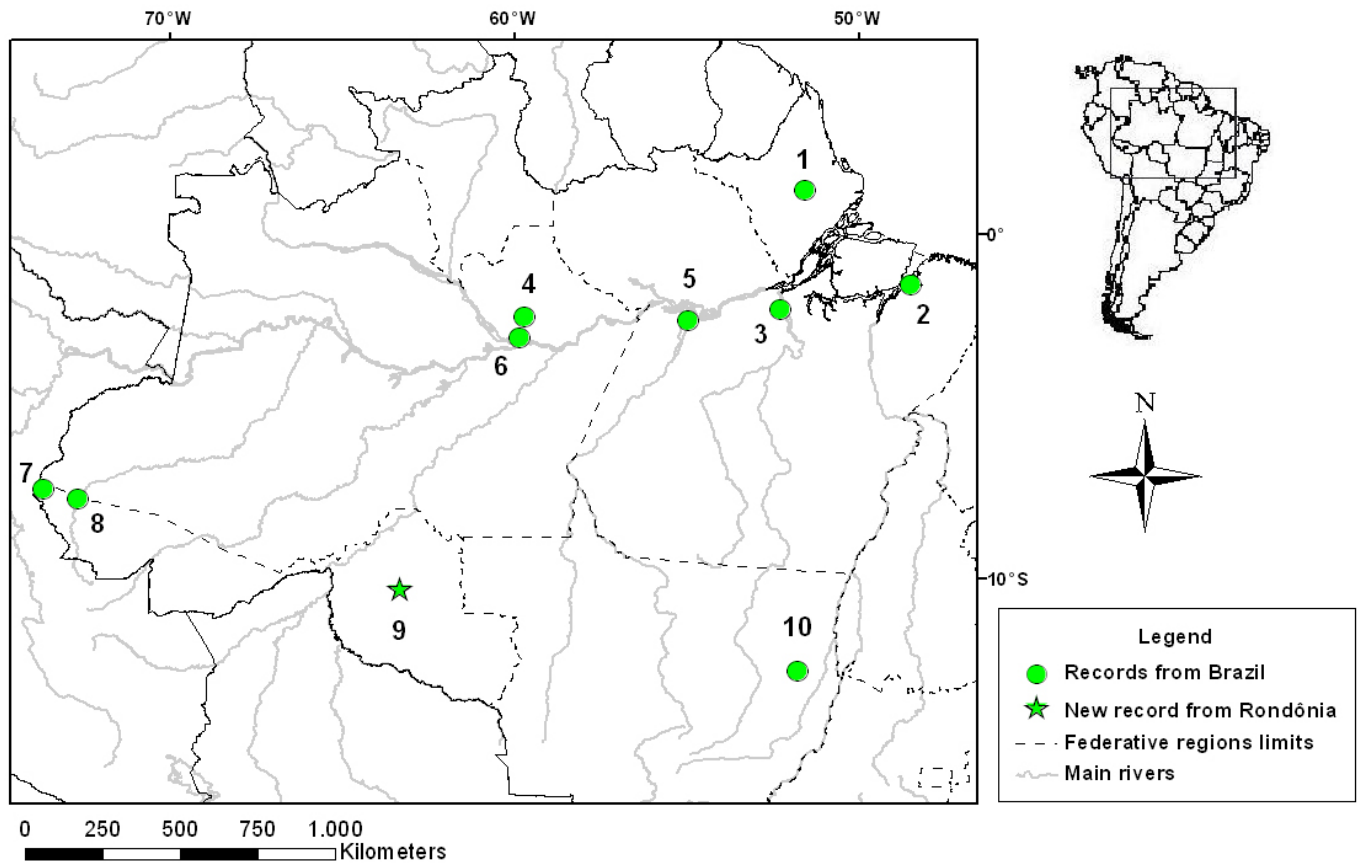 70°W 60°W 50°W
1
0°
4
5
2
3
6
N
7
8
10°S
9
10
Legend
Records from Brazil
New record from Rondônia
Federative regions limits
Main rivers
0 250 500 750 1.000
Kilometers